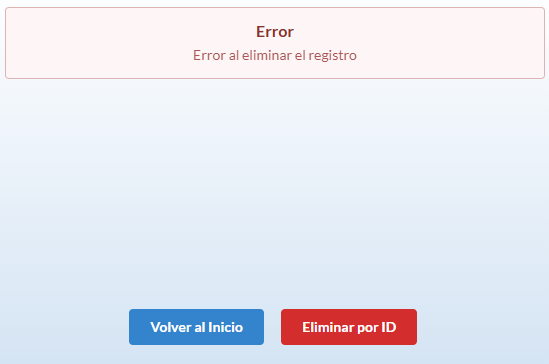 Error
Error al eliminar el registro
Volver al Inicio
Eliminar por ID